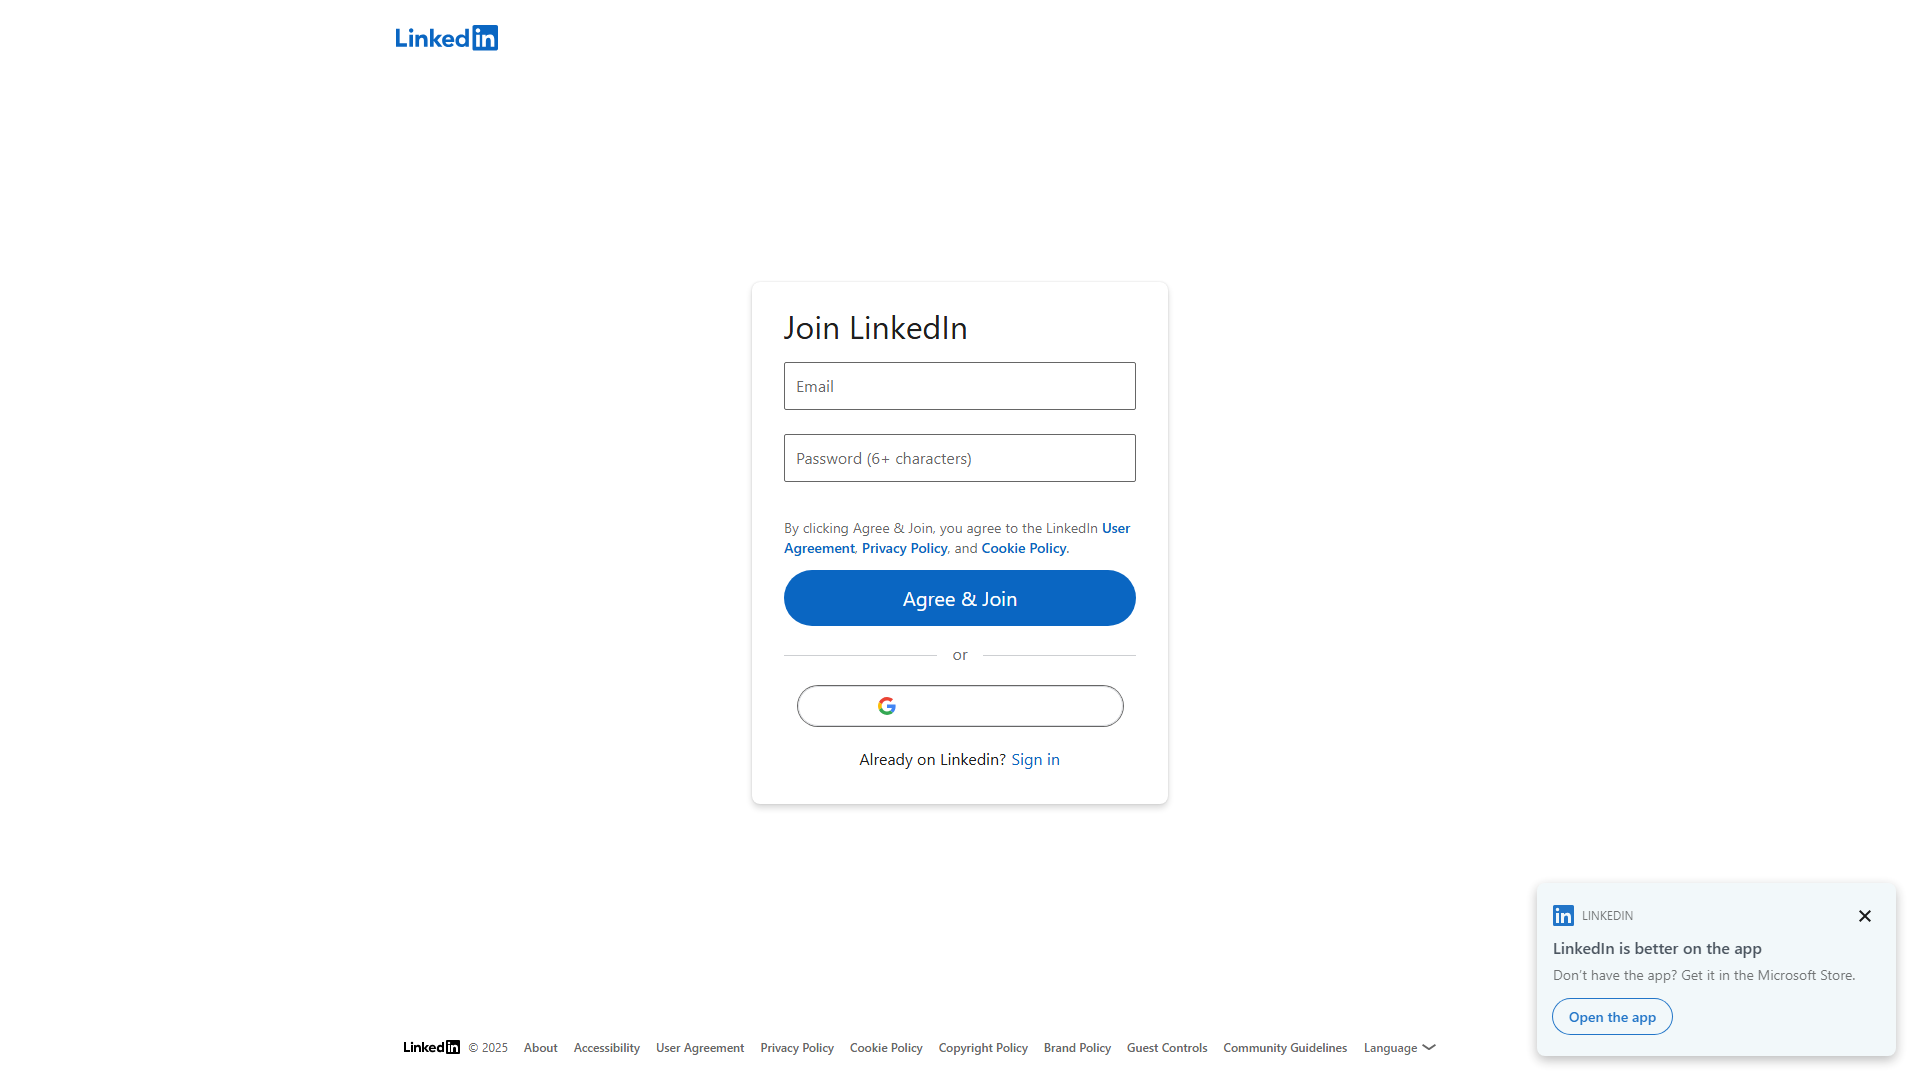 Linkedin
Join LinkedIn
Email
Password (6+ characters)
By clicking Agree & Join, you agree to the LinkedIn User
Agreement, Privacy Policy, and Cookie Policy.
Agree & Join
or
Already on Linkedin? Sign in
in LINKEDIN
LinkedIn is better on the app
Don't have the app? Get it in the Microsoft Store.
Open the app
Linkedin © 2025 About Accessibility User Agreement Privacy Policy Cookie Policy Copyright Policy Brand Policy Guest Controls Community Guidelines Language